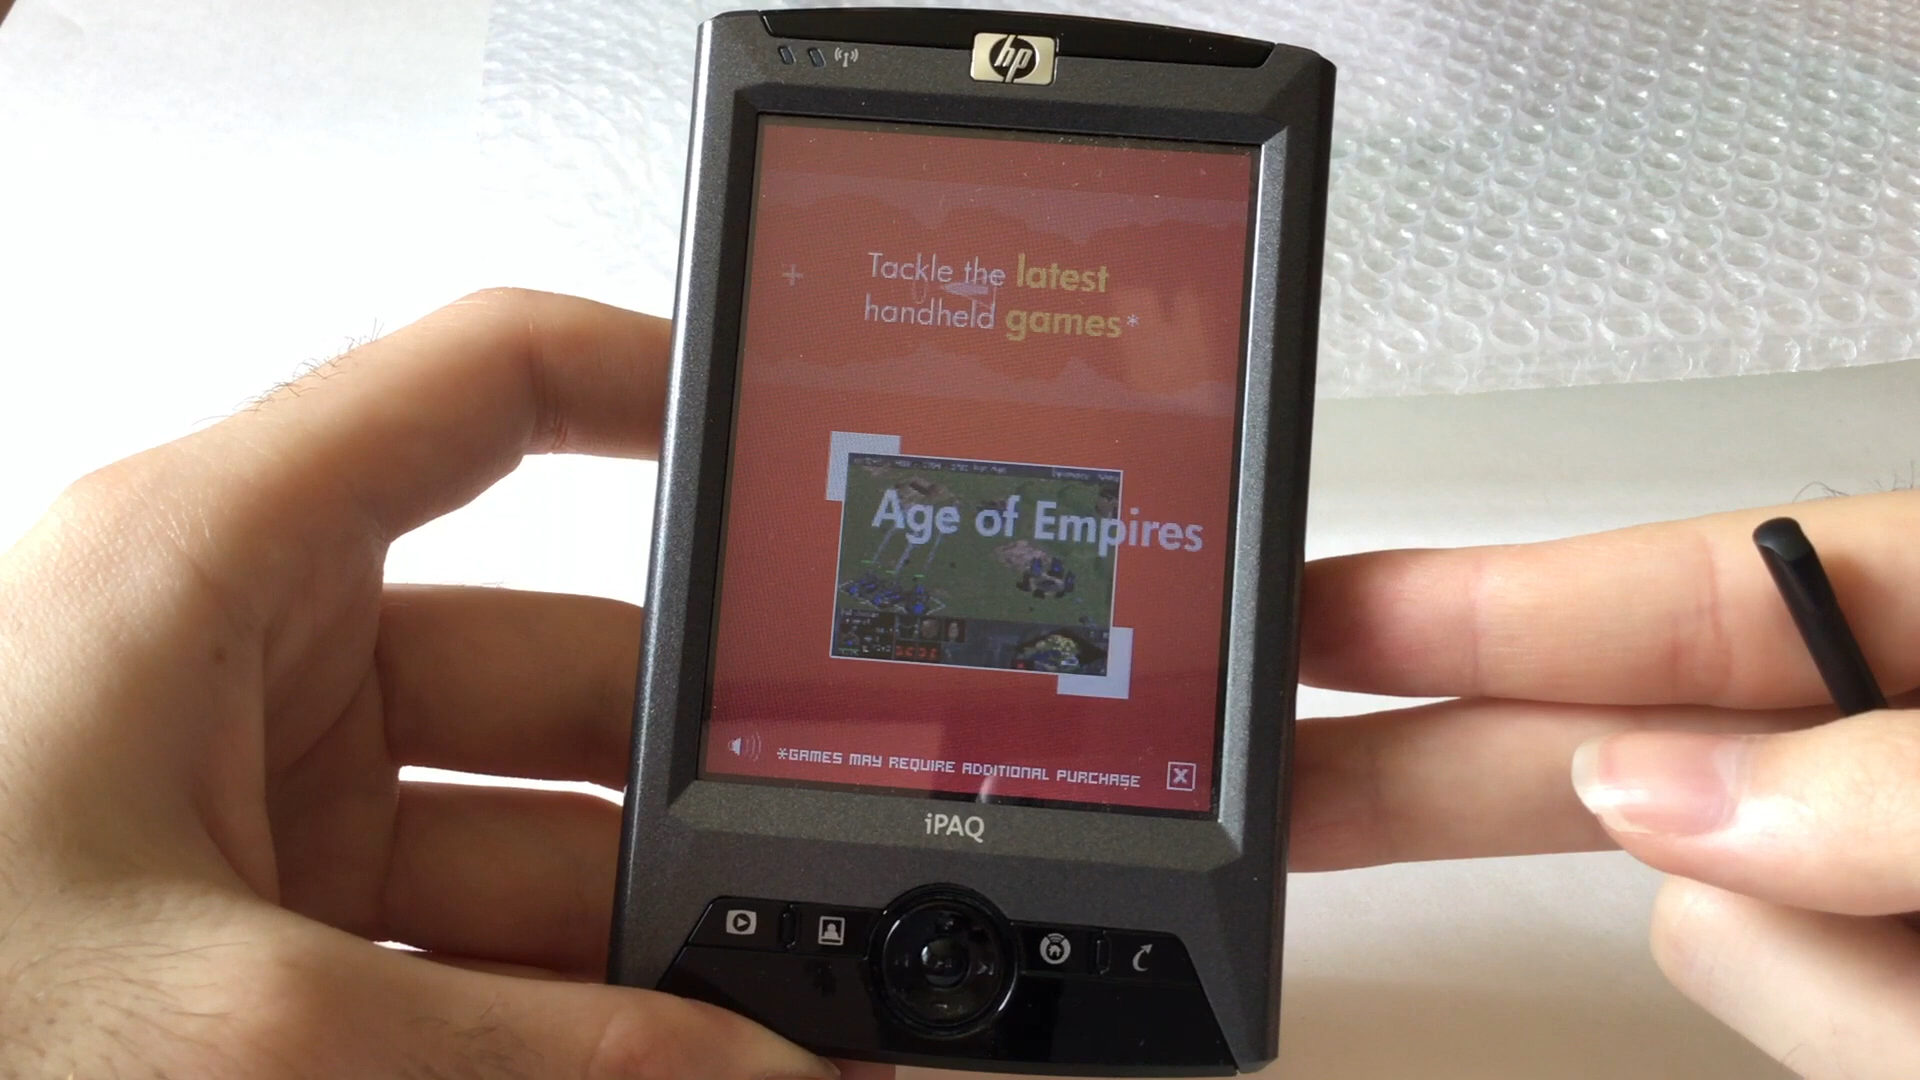 hp
Tackle the latest
handheld games*
Age of Empires
*GAMES MAY REQUIRE ADDITIONAL PURCHASE
iPAQ